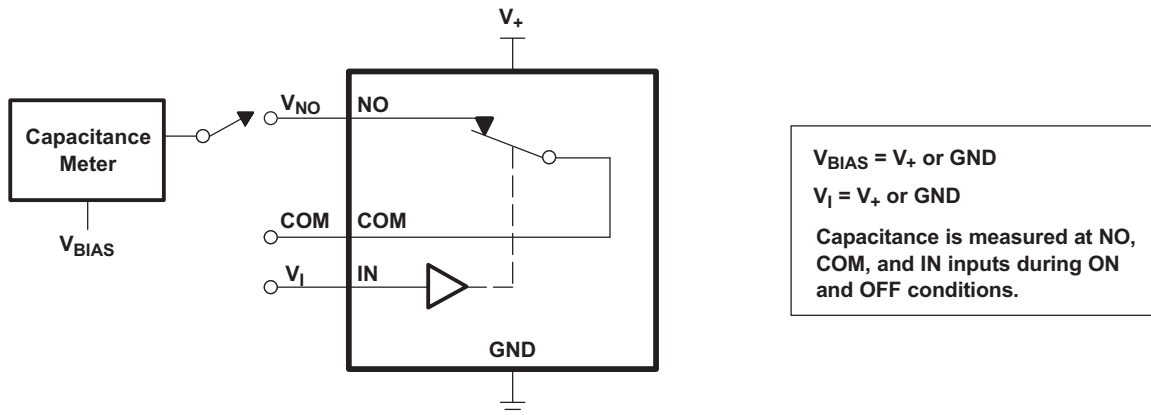 V+
Capacitance
Meter
VBIAS
VNO
NO
COM
COM
VI
IN
GND
VBIAS = V+ or GND
VI = V+ or GND
Capacitance is measured at NO,
COM, and IN inputs during ON
and OFF conditions.